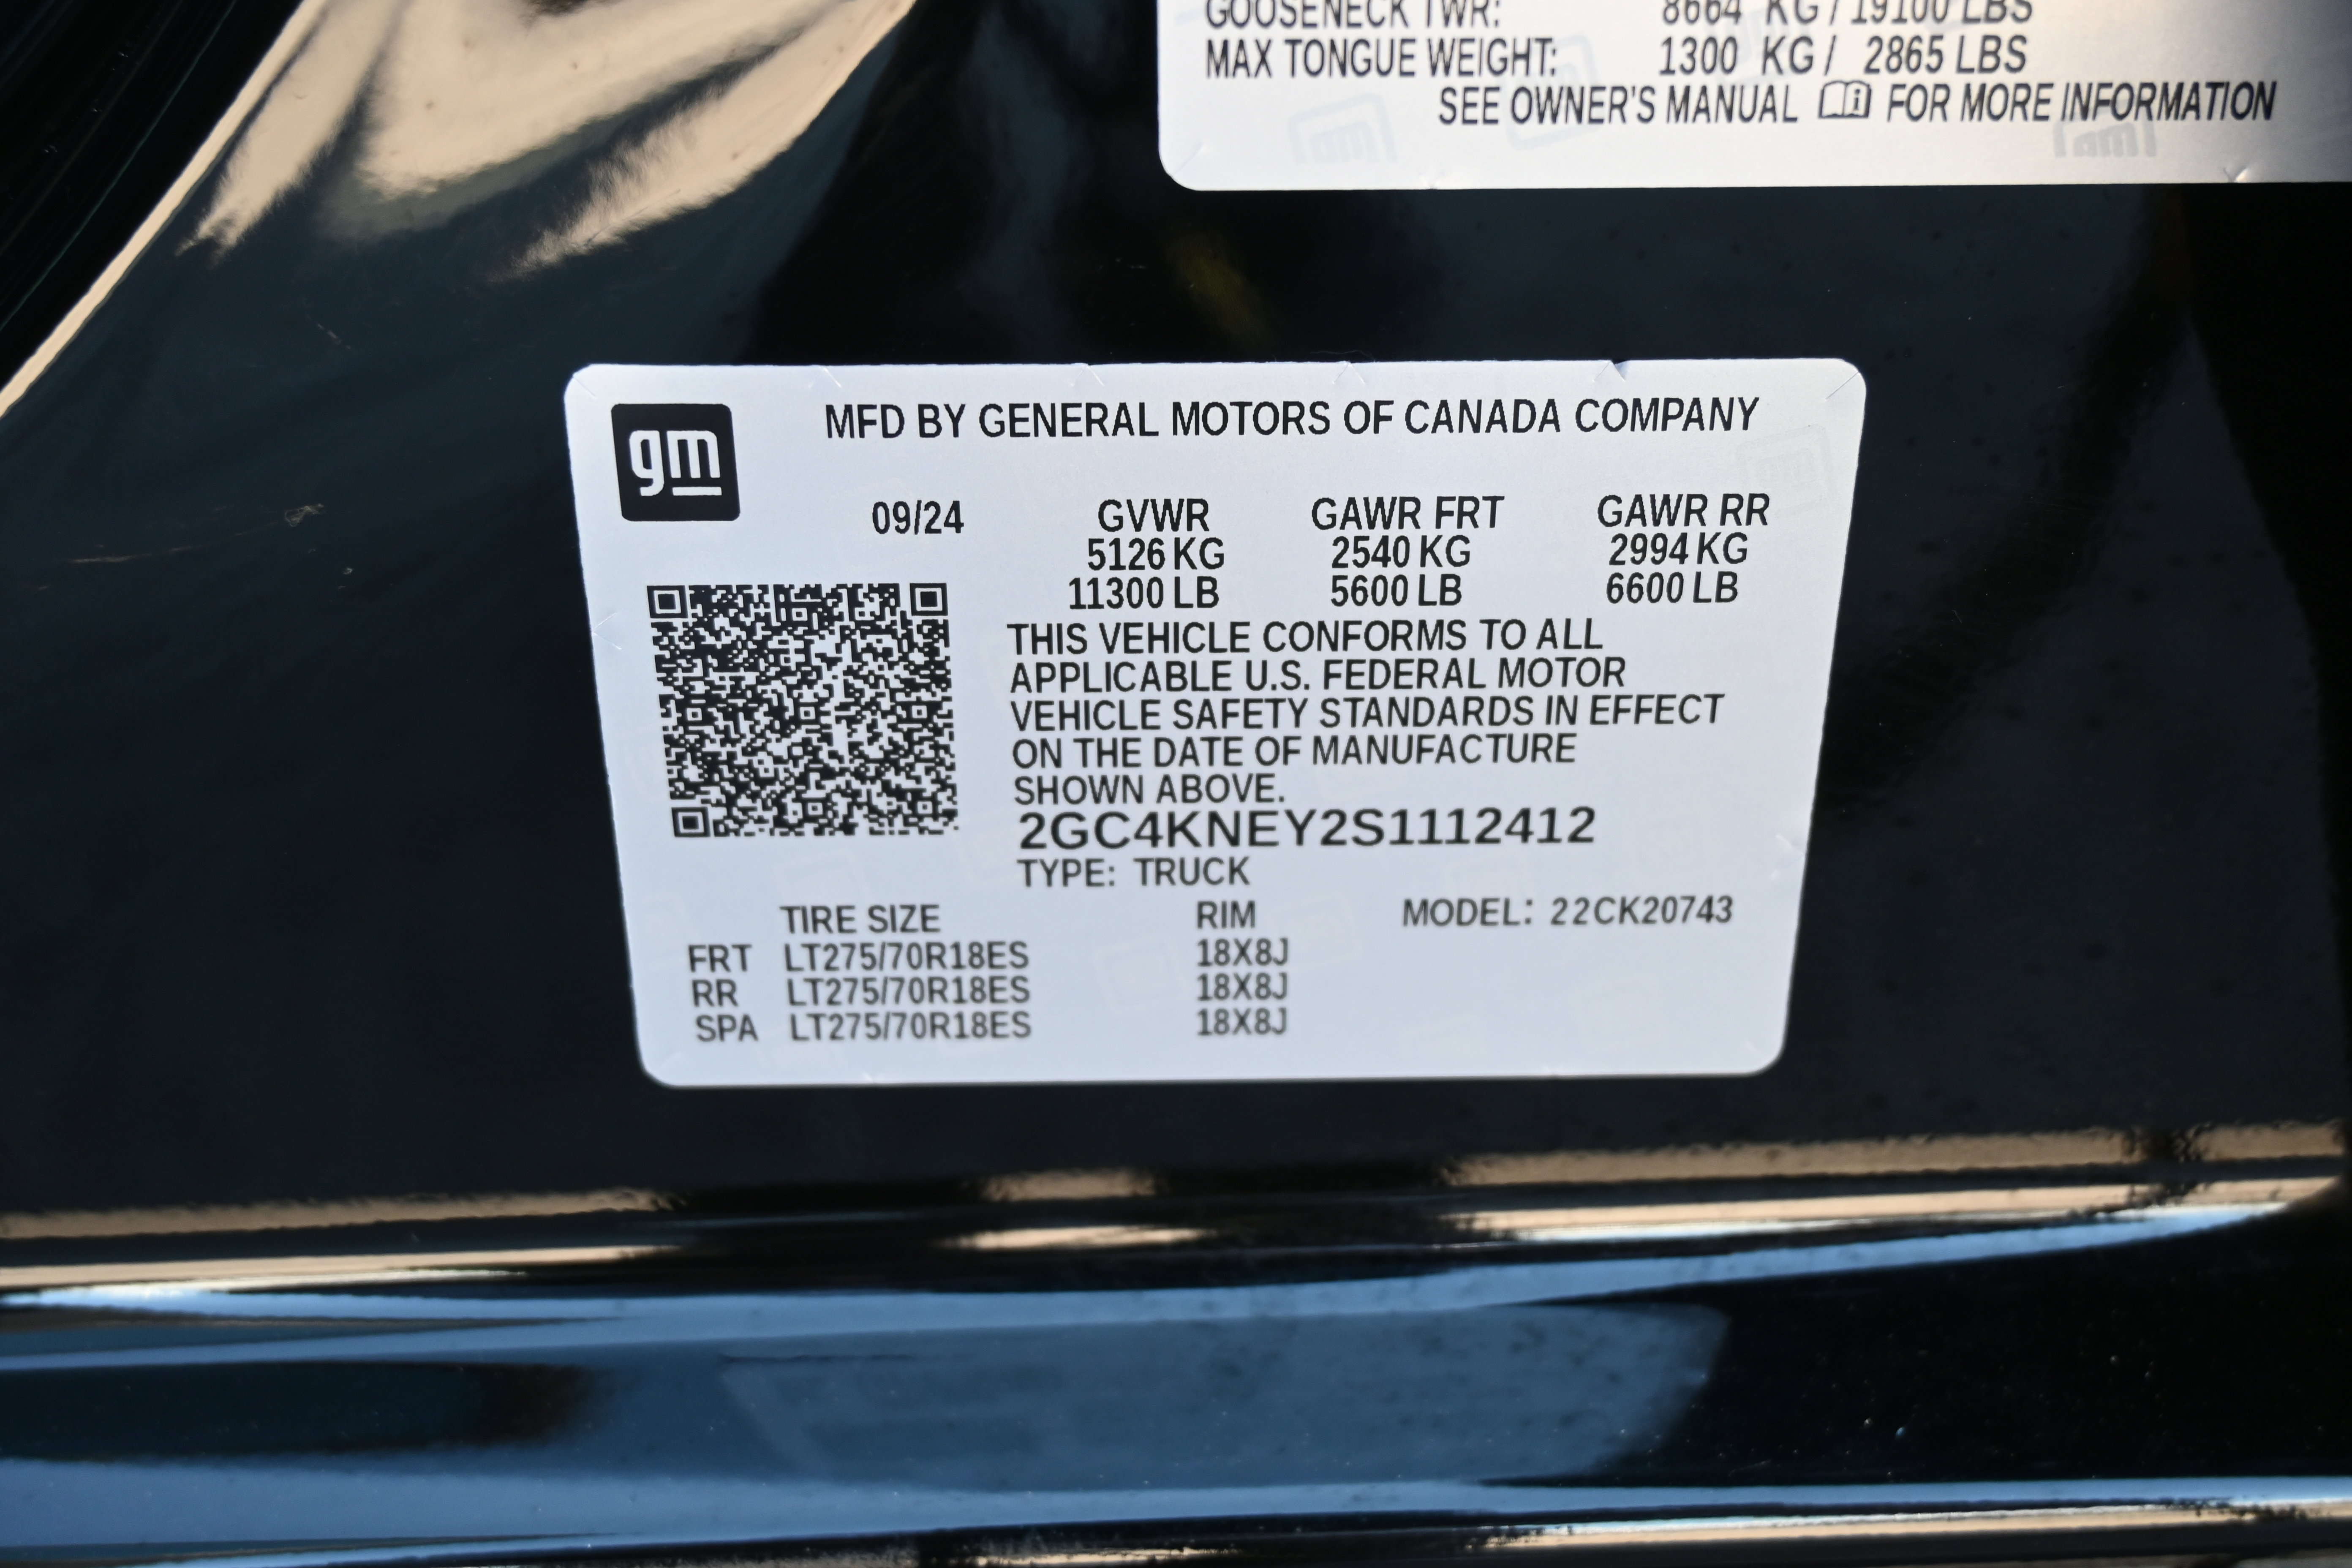 GOOSENECK TWR: 8664 KG / 19100 LBS
MAX TONGUE WEIGHT: 1300 KG / 2865 LBS
SEE OWNER'S MANUAL FOR MORE INFORMATION
gm
MFD BY GENERAL MOTORS OF CANADA COMPANY
09/24 GVWR GAWR FRT GAWR RR
5126 KG 2540 KG 2994 KG
11300 LB 5600 LB 6600 LB
THIS VEHICLE CONFORMS TO ALL
APPLICABLE U.S. FEDERAL MOTOR
VEHICLE SAFETY STANDARDS IN EFFECT
ON THE DATE OF MANUFACTURE
SHOWN ABOVE.
2GC4KNEY2S1112412
TYPE: TRUCK
TIRE SIZE RIM MODEL: 22CK20743
FRT LT275/70R18ES 18X8J
RR LT275/70R18ES 18X8J
SPA LT275/70R18ES 18X8J